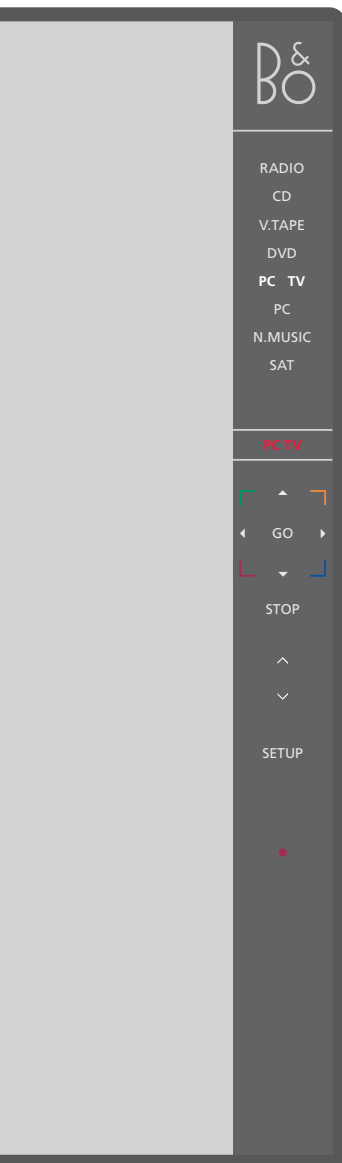 B&O
RADIO
CD
V.TAPE
DVD
PC TV
PC
N.MUSIC
SAT
PC TV
GO
STOP
SETUP